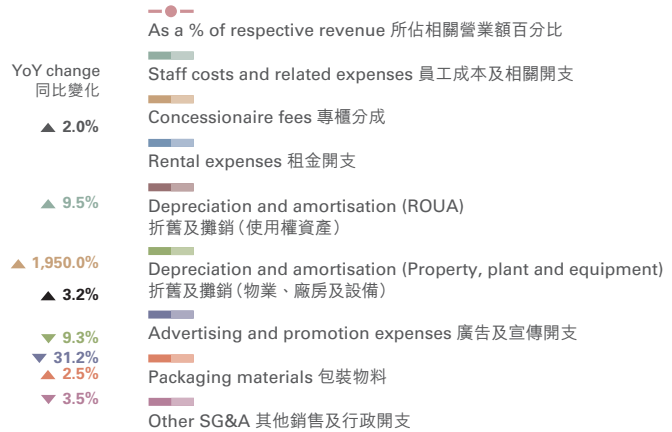 YoY change
同比變化
▲ 2.0%
▲ 9.5%
▲ 1,950.0%
▲ 3.2%
▼ 9.3%
▼ 31.2%
▲ 2.5%
▼ 3.5%
As a % of respective revenue 所佔相關營業額百分比
Staff costs and related expenses 員工成本及相關開支
Concessionaire fees 專櫃分成
Rental expenses 租金開支
Depreciation and amortisation (ROUA)
折舊及攤銷（使用權資產）
Depreciation and amortisation (Property, plant and equipment)
折舊及攤銷（物業、廠房及設備）
Advertising and promotion expenses 廣告及宣傳開支
Packaging materials 包裝物料
Other SG&A 其他銷售及行政開支